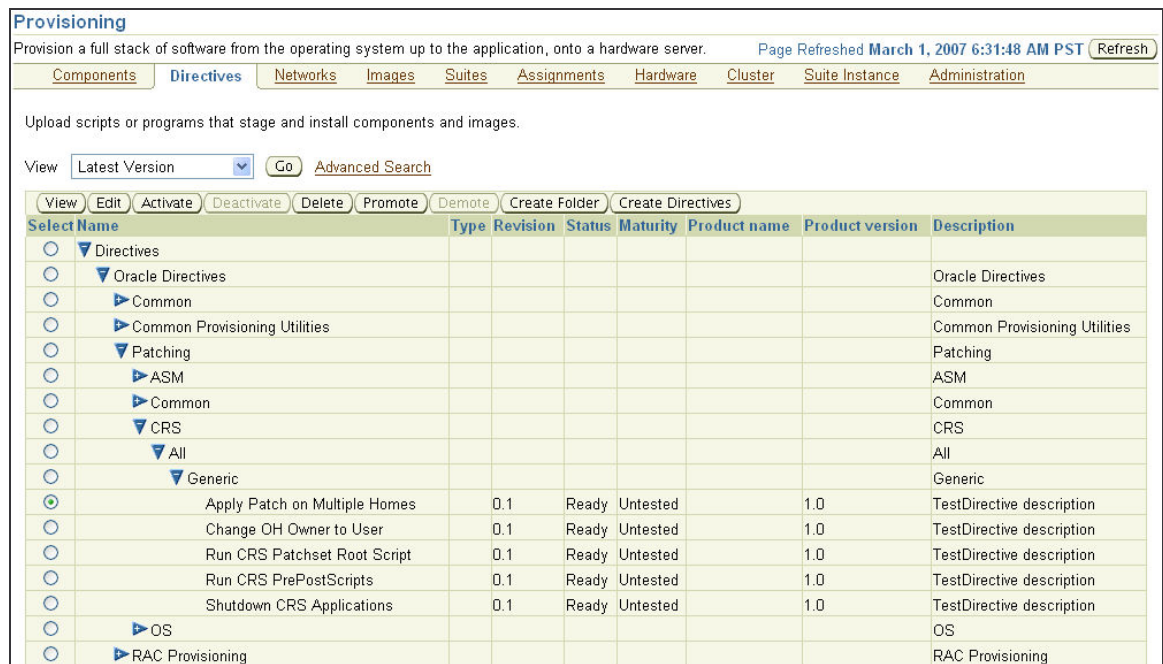 Provisioning
Provision a full stack of software from the operating system up to the application, onto a hardware server. Page Refreshed March 1, 2007 6:31:48 AM PST Refresh
Components Directives Networks Images Suites Assignments Hardware Cluster Suite Instance Administration
Upload scripts or programs that stage and install components and images.
View Latest Version Go Advanced Search
View Edit Activate Deactivate Delete Promote Demote Create Folder Create Directives
Select Name Type Revision Status Maturity Product name Product version Description
Directives
Oracle Directives Oracle Directives
Common Common
Common Provisioning Utilities Common Provisioning Utilities
Patching Patching
ASM ASM
Common Common
CRS CRS
All All
Generic Generic
Apply Patch on Multiple Homes 0.1 Ready Untested 1.0 TestDirective description
Change OH Owner to User 0.1 Ready Untested 1.0 TestDirective description
Run CRS Patchset Root Script 0.1 Ready Untested 1.0 TestDirective description
Run CRS PrePostScripts 0.1 Ready Untested 1.0 TestDirective description
Shutdown CRS Applications 0.1 Ready Untested 1.0 TestDirective description
OS OS
RAC Provisioning RAC Provisioning